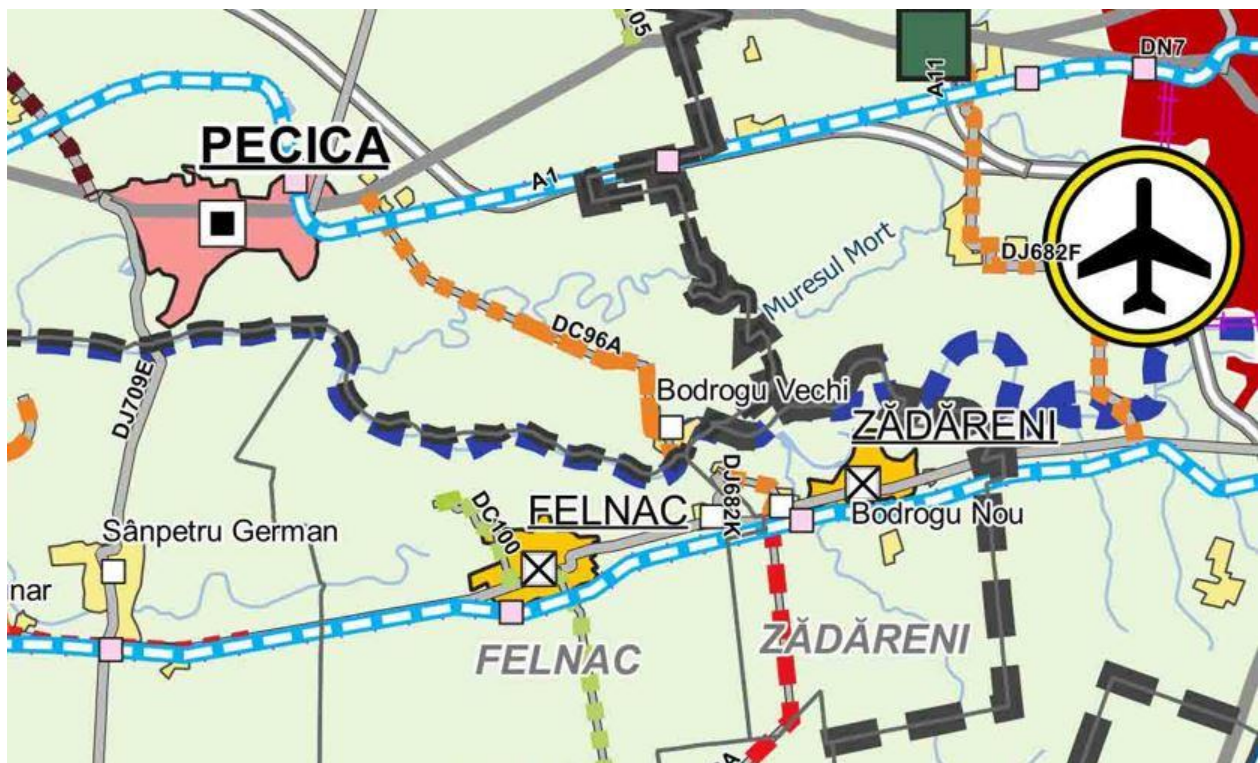 05
DN7
A11
PECICA
A1
DJ682F
Muresul Mort
DC96A
DJ709E
Bodrogu Vechi
ZĂDĂRENI
DJ682K
FELNAC
DC100
Bodrogu Nou
Sânpetru German
nar
FELNAC
ZĂDĂRENI